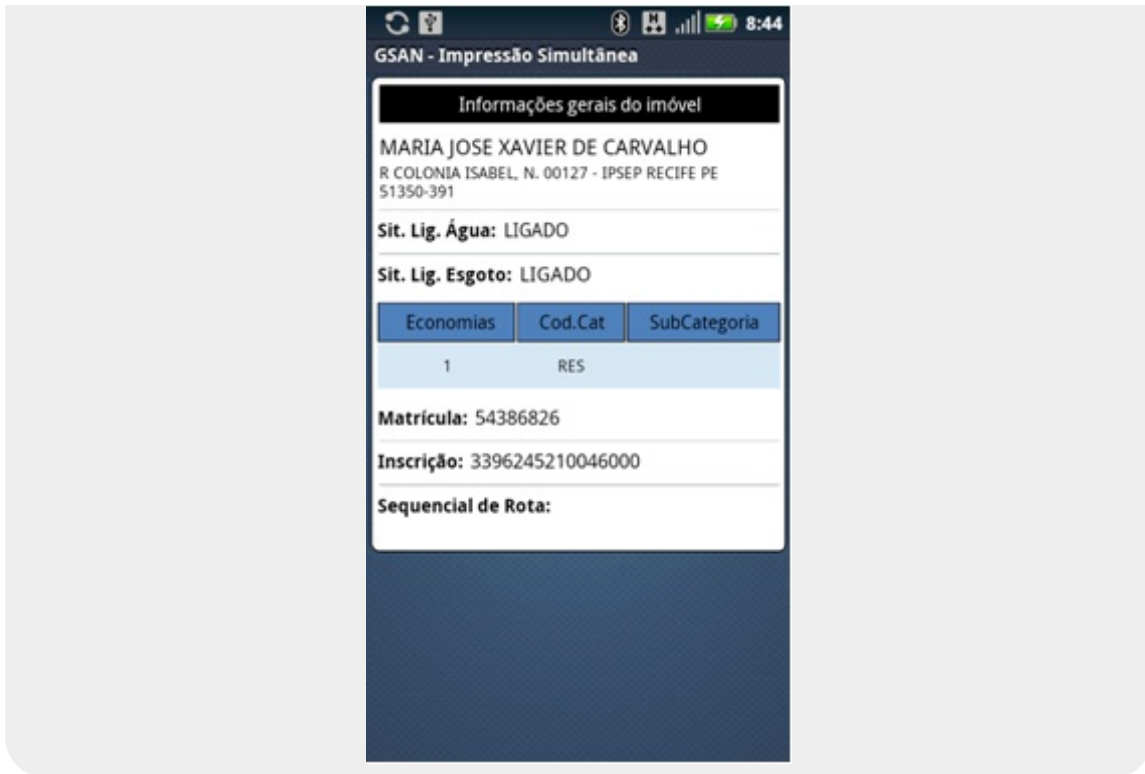 8:44
GSAN - Impressão Simultânea
Informações gerais do imóvel
MARIA JOSE XAVIER DE CARVALHO
R COLONIA ISABEL, N. 00127 - IPSEP RECIFE PE
51350-391
Sit. Lig. Água: LIGADO
Sit. Lig. Esgoto: LIGADO
Economias Cod.Cat SubCategoria
1 RES
Matrícula: 54386826
Inscrição: 3396245210046000
Sequencial de Rota: